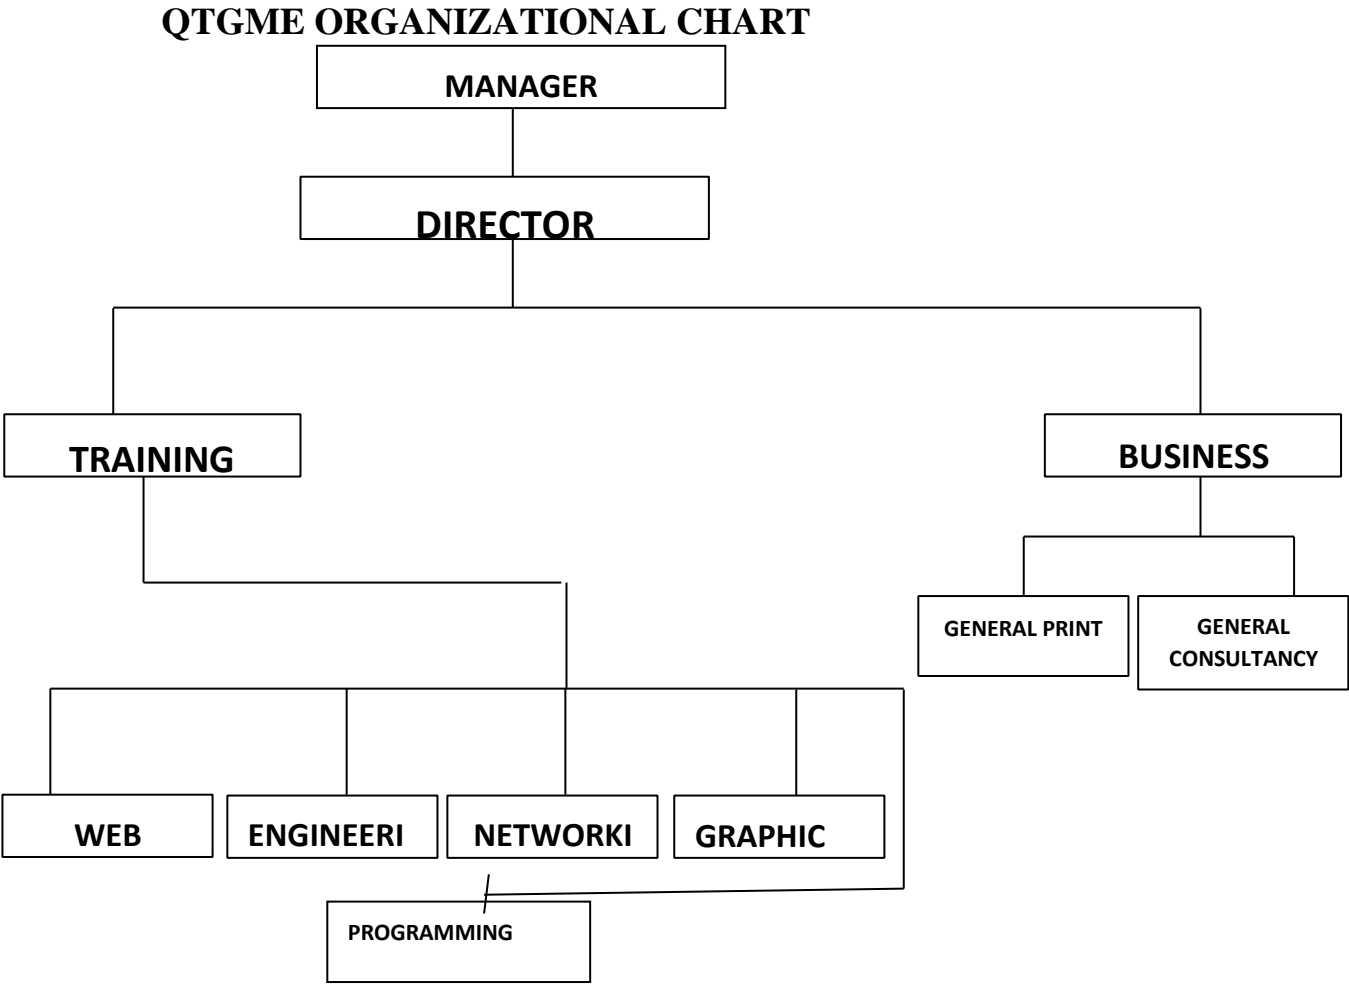 QTGME ORGANIZATIONAL CHART
MANAGER
DIRECTOR
TRAINING
BUSINESS
GENERAL PRINT
GENERAL
CONSULTANCY
WEB
ENGINEERI
NETWORKI
GRAPHIC
PROGRAMMING